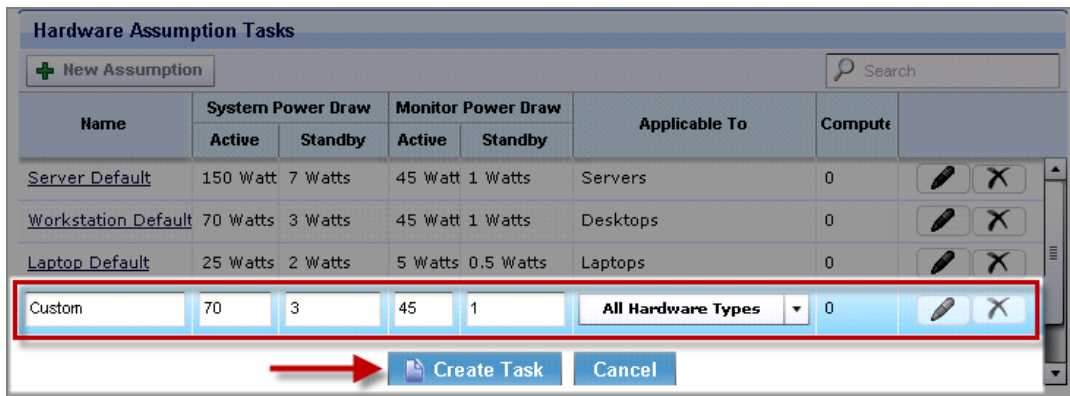 Hardware Assumption Tasks
New Assumption
Search
System Power Draw Monitor Power Draw
Name Applicable To Compute
Active Standby Active Standby
Server Default 150 Watt 7 Watts 45 Watt 1 Watts Servers 0
Workstation Default 70 Watts 3 Watts 45 Watt 1 Watts Desktops 0
Laptop Default 25 Watts 2 Watts 5 Watts 0.5 Watts Laptops 0
Custom 70 3 45 1 All Hardware Types 0
Create Task Cancel